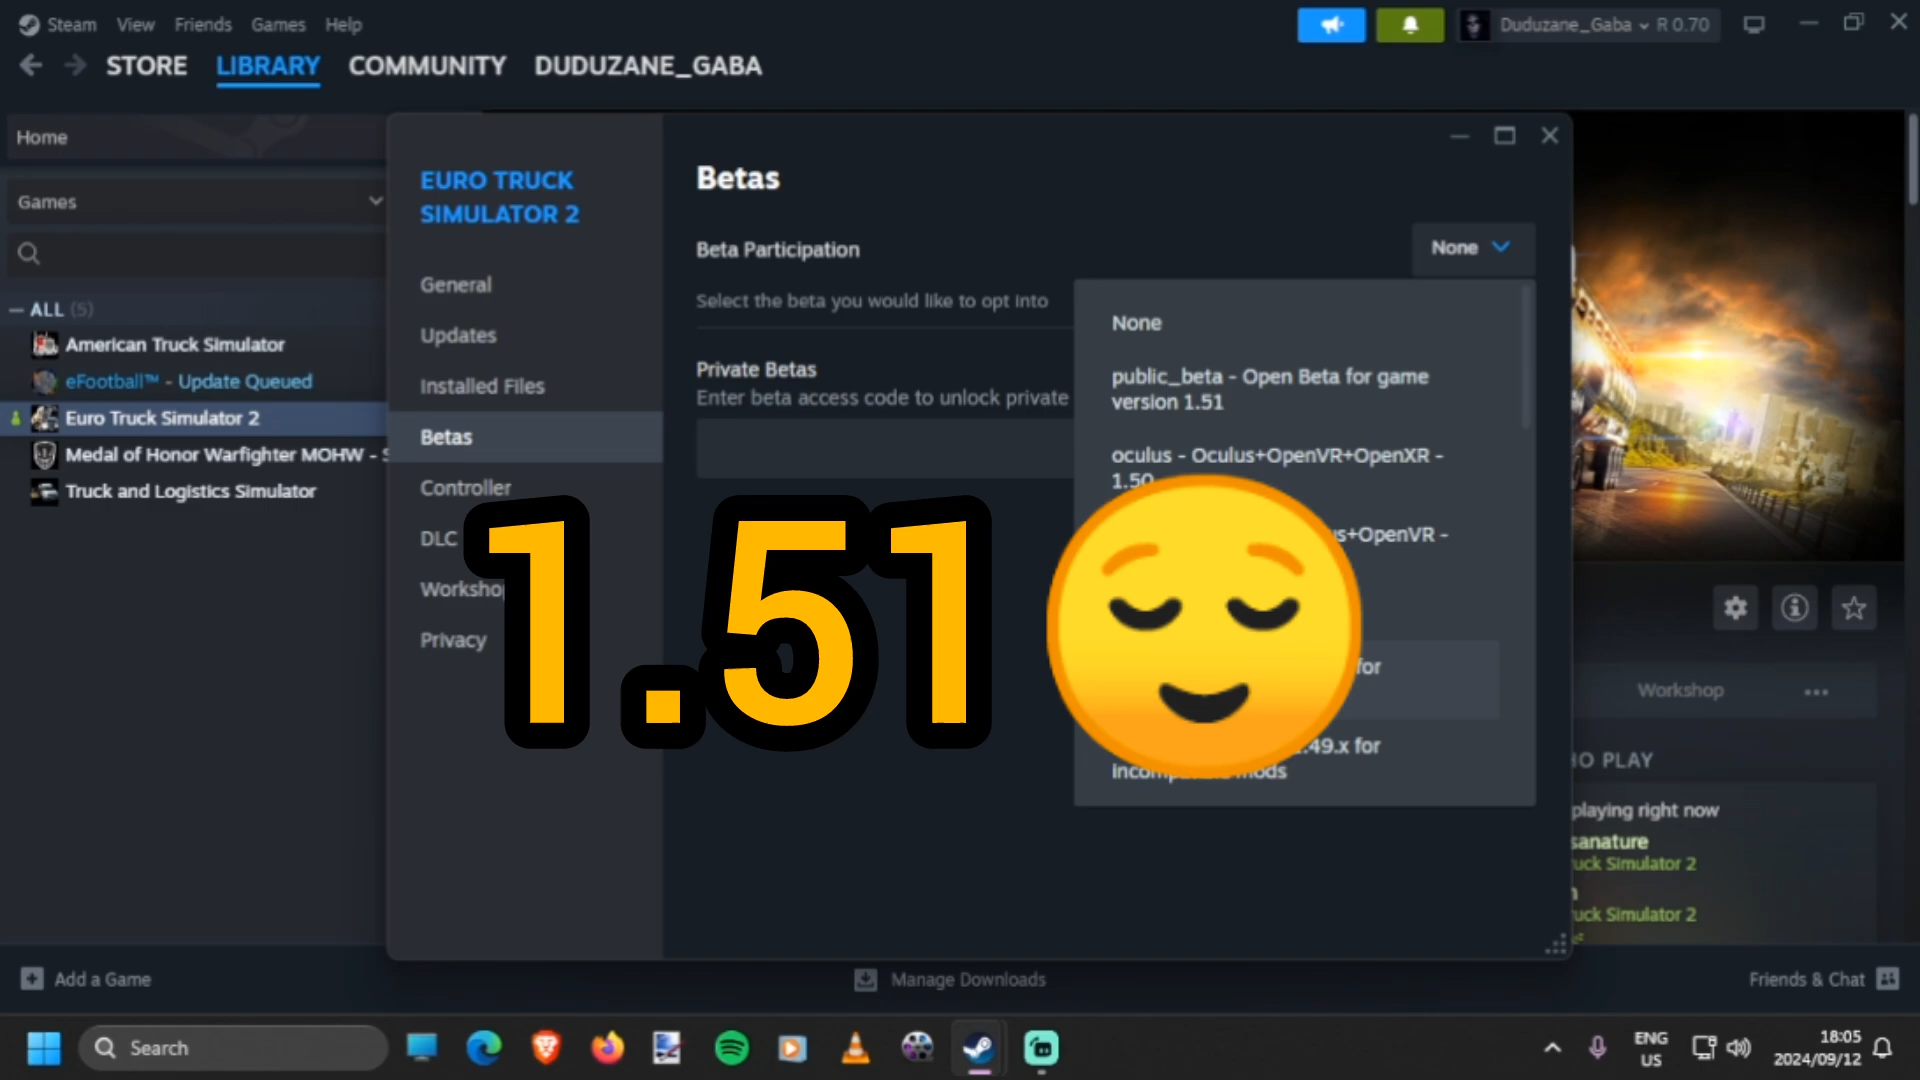 Steam View Friends Games Help
Duduzane_Gaba R 0.70
STORE LIBRARY COMMUNITY DUDUZANE_GABA
Home
Games
ALL (5)
American Truck Simulator
eFootball™ - Update Queued
Euro Truck Simulator 2
Medal of Honor Warfighter MOHW - S
Truck and Logistics Simulator
EURO TRUCK
SIMULATOR 2
General
Updates
Installed Files
Betas
Controller
DLC
Workshop
Privacy
Betas
Beta Participation
None
Select the beta you would like to opt into
Private Betas
Enter beta access code to unlock private
None
public_beta - Open Beta for game
version 1.51
oculus - Oculus+OpenVR+OpenXR -
1.50
+OpenVR -
for
.49.x for
mods
1.51
Workshop
playing right now
Add a Game
Manage Downloads
Friends & Chat
Search
ENG
US
18:05
2024/09/12